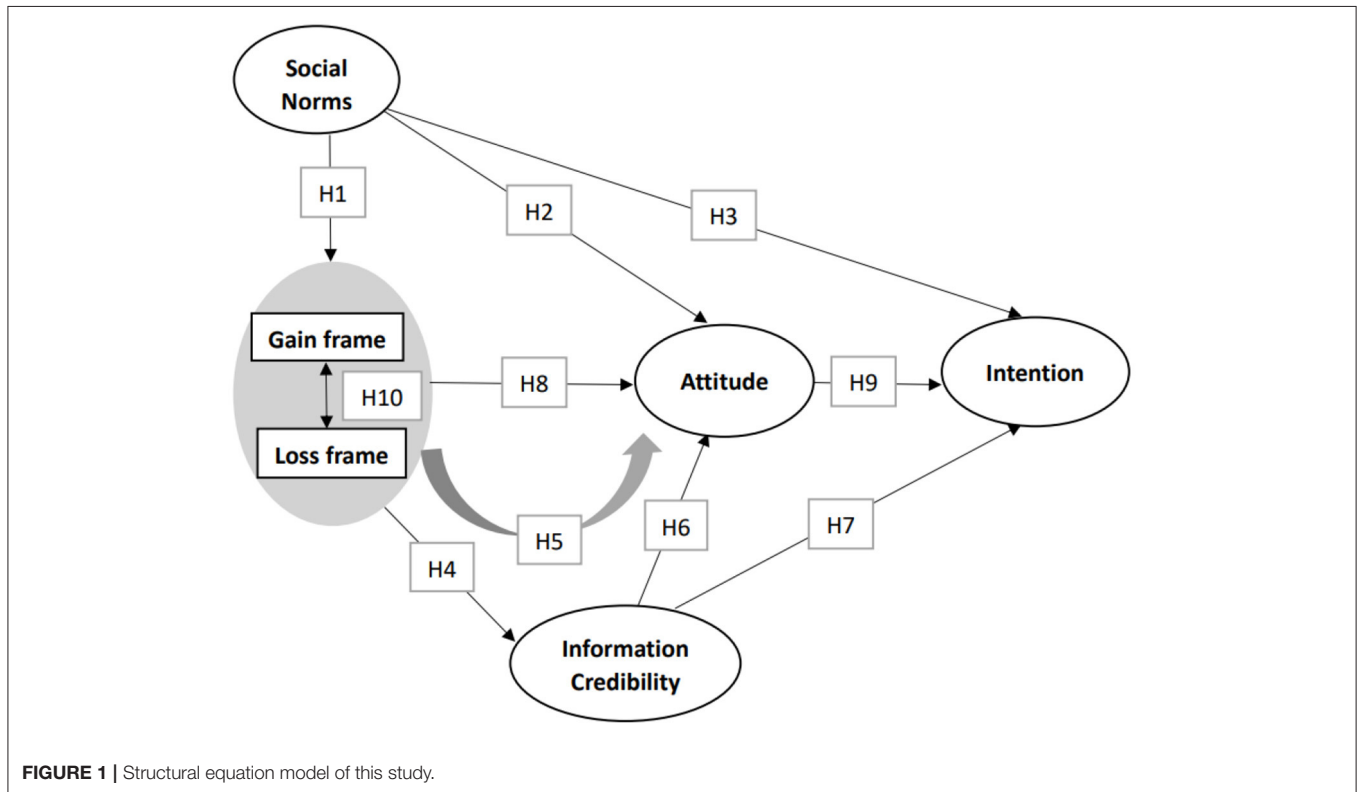 Social
Norms
H1
H2
H3
Gain frame
H10
Loss frame
H8
Attitude
H9
Intention
H5
H6
H7
H4
Information
Credibility
FIGURE 1 | Structural equation model of this study.